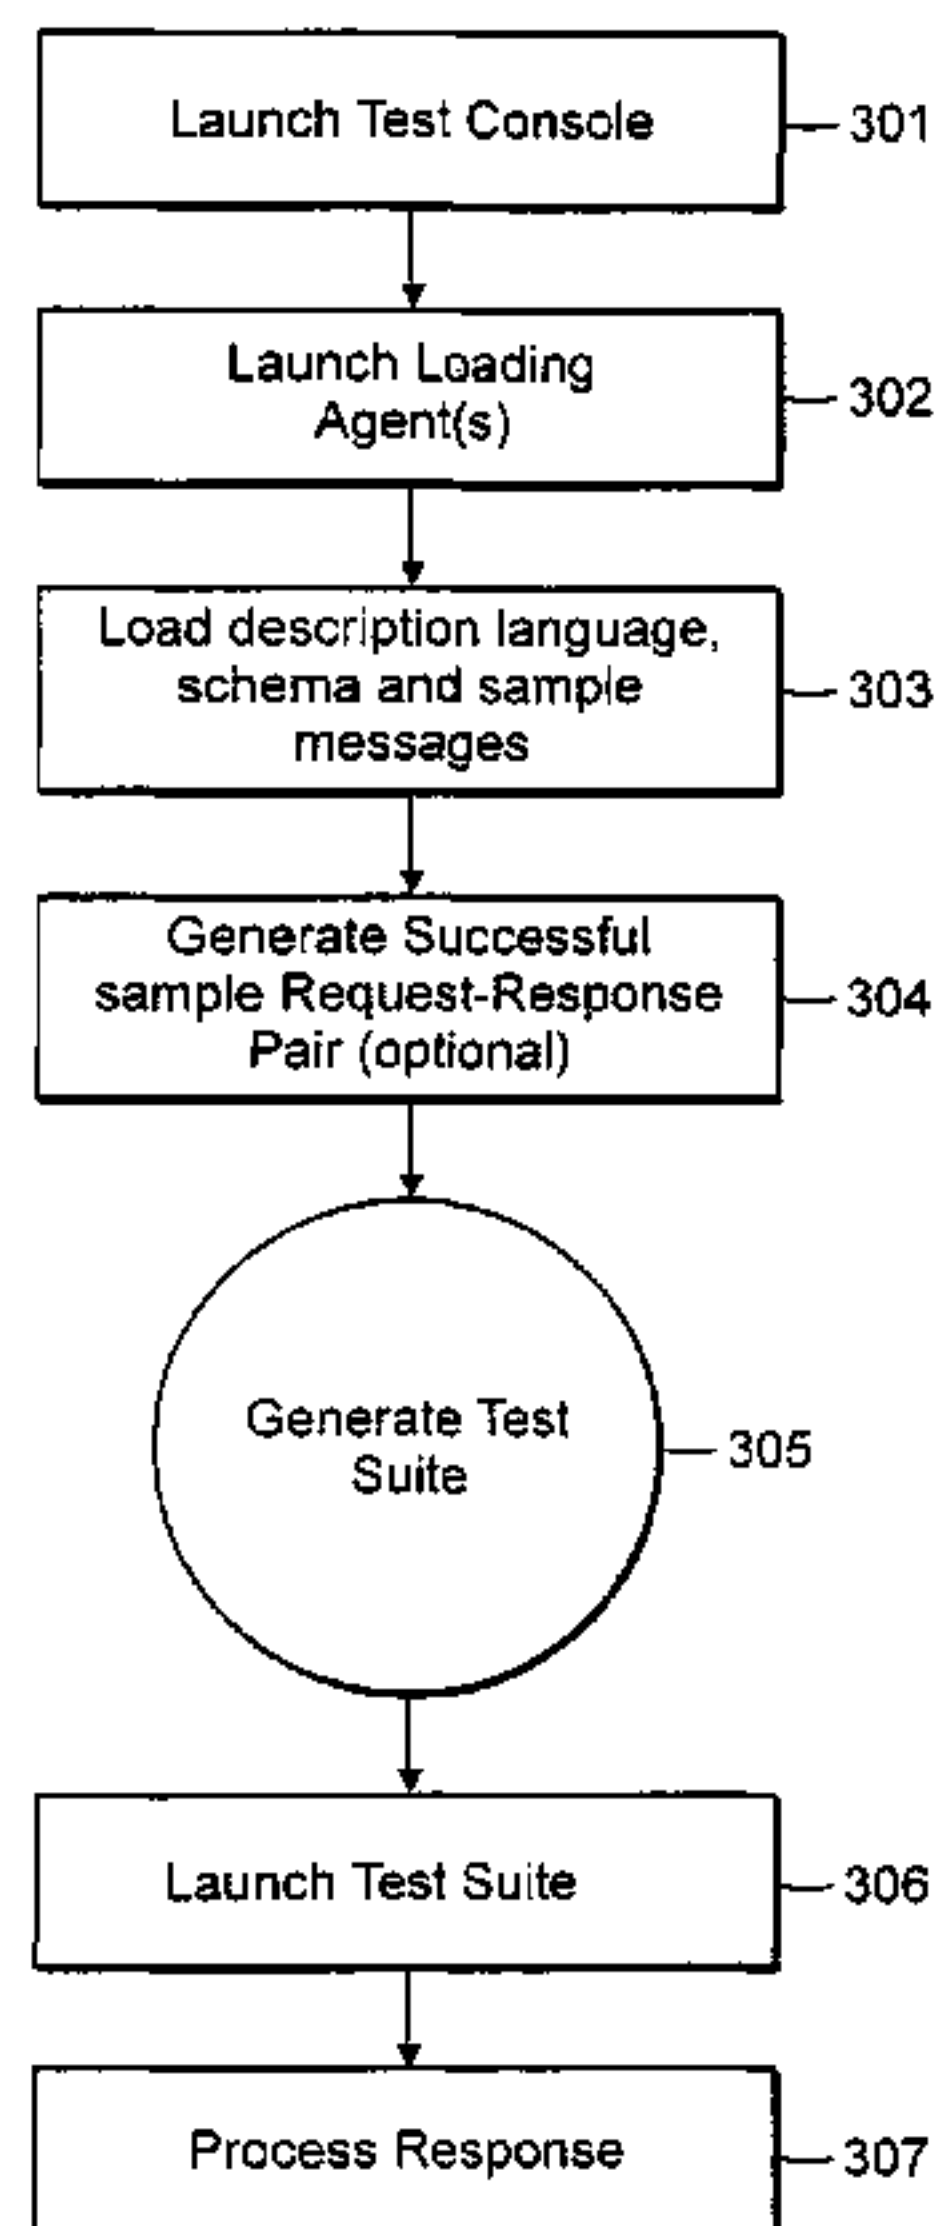 Launch Test Console
301
Launch Loading
Agent(s)
302
Load description language,
schema and sample
messages
303
Generate Successful
sample Request-Response
Pair (optional)
304
Generate Test
Suite
305
Launch Test Suite
306
Process Response
307